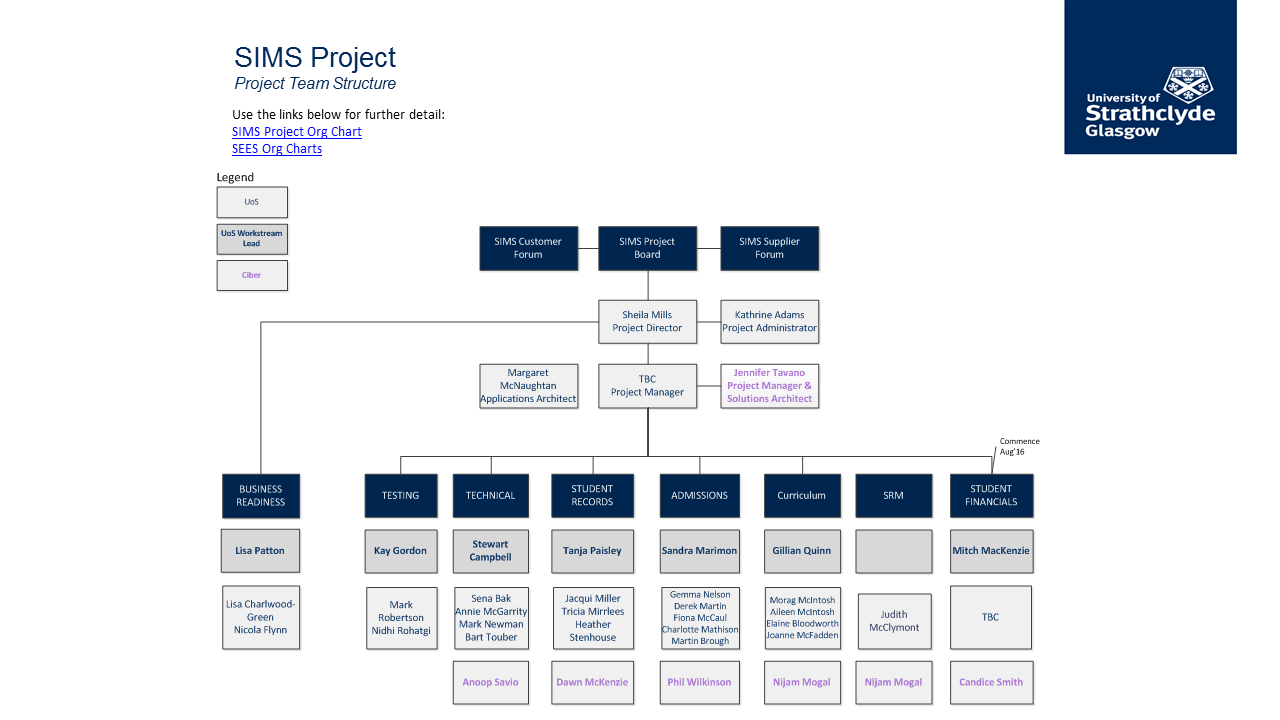 SIMS Project
Project Team Structure
University of
Strathclyde
Glasgow
Use the links below for further detail:
SIMS Project Org Chart
SEES Org Charts
Legend
UoS
UoS Workstream
Lead
Ciber
SIMS Customer
Forum
SIMS Project
Board
SIMS Supplier
Forum
Sheila Mills
Project Director
Kathrine Adams
Project Administrator
Margaret
McNaughtan
Applications Architect
TBC
Project Manager
Jennifer Tavano
Project Manager &
Solutions Architect
Commence
Aug'16
BUSINESS
READINESS
TESTING
TECHNICAL
STUDENT
RECORDS
ADMISSIONS
Curriculum
SRM
STUDENT
FINANCIALS
Lisa Patton
Kay Gordon
Stewart
Campbell
Tanja Paisley
Sandra Marimon
Gillian Quinn
Mitch MacKenzie
Lisa Charlwood-
Green
Nicola Flynn
Mark
Robertson
Nidhi Rohatgi
Sena Bak
Annie McGarrity
Mark Newman
Bart Touber
Jacqui Miller
Tricia Mirrlees
Heather
Stenhouse
Gemma Nelson
Derek Martin
Fiona McCaul
Charlotte Mathison
Martin Brough
Morag McIntosh
Aileen McIntosh
Elaine Bloodworth
Joanne McFadden
Judith
McClymont
TBC
Anoop Savio
Dawn McKenzie
Phil Wilkinson
Nijam Mogal
Nijam Mogal
Candice Smith